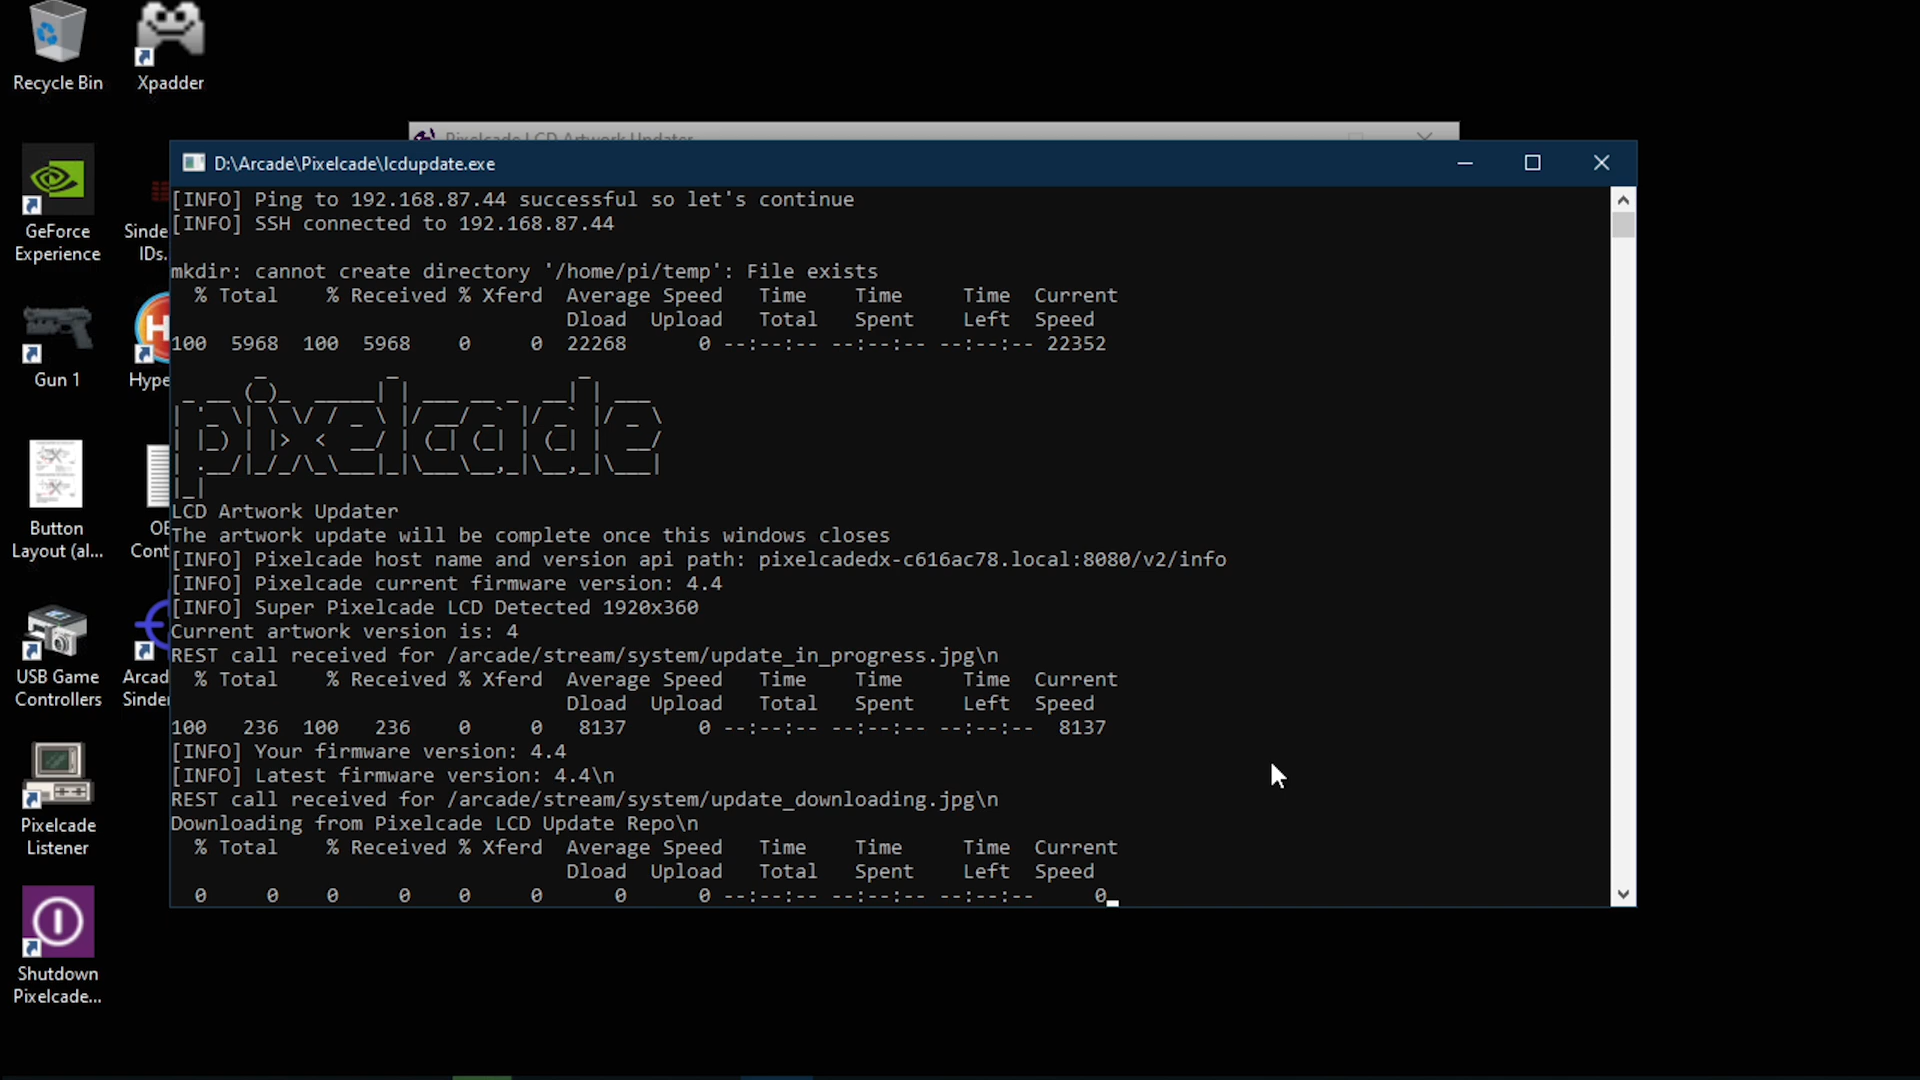 Recycle Bin
Xpadder
GeForce
Experience
Sinde
IDs.
Gun 1
Hype
Button
Layout (al...
OB
Cont
USB Game
Controllers
Arcad
Sinder
Pixelcade
Listener
Shutdown
Pixelcade...
Pixelcade LCD Artwork Updater
D:\Arcade\Pixelcade\lcdupdate.exe
[INFO] Ping to 192.168.87.44 successful so let's continue
[INFO] SSH connected to 192.168.87.44
mkdir: cannot create directory '/home/pi/temp': File exists
% Total % Received % Xferd Average Speed Time Time Time Current
Dload Upload Total Spent Left Speed
100 5968 100 5968 0 0 22268 0 --:--:-- --:--:-- --:--:-- 22352
pixelcade
LCD Artwork Updater
The artwork update will be complete once this windows closes
[INFO] Pixelcade host name and version api path: pixelcadedx-c616ac78.local:8080/v2/info
[INFO] Pixelcade current firmware version: 4.4
[INFO] Super Pixelcade LCD Detected 1920x360
Current artwork version is: 4
REST call received for /arcade/stream/system/update_in_progress.jpg\n
% Total % Received % Xferd Average Speed Time Time Time Current
Dload Upload Total Spent Left Speed
100 236 100 236 0 0 8137 0 --:--:-- --:--:-- --:--:-- 8137
[INFO] Your firmware version: 4.4
[INFO] Latest firmware version: 4.4\n
REST call received for /arcade/stream/system/update_downloading.jpg\n
Downloading from Pixelcade LCD Update Repo\n
% Total % Received % Xferd Average Speed Time Time Time Current
Dload Upload Total Spent Left Speed
0 0 0 0 0 0 0 0 --:--:-- --:--:-- --:--:-- 0